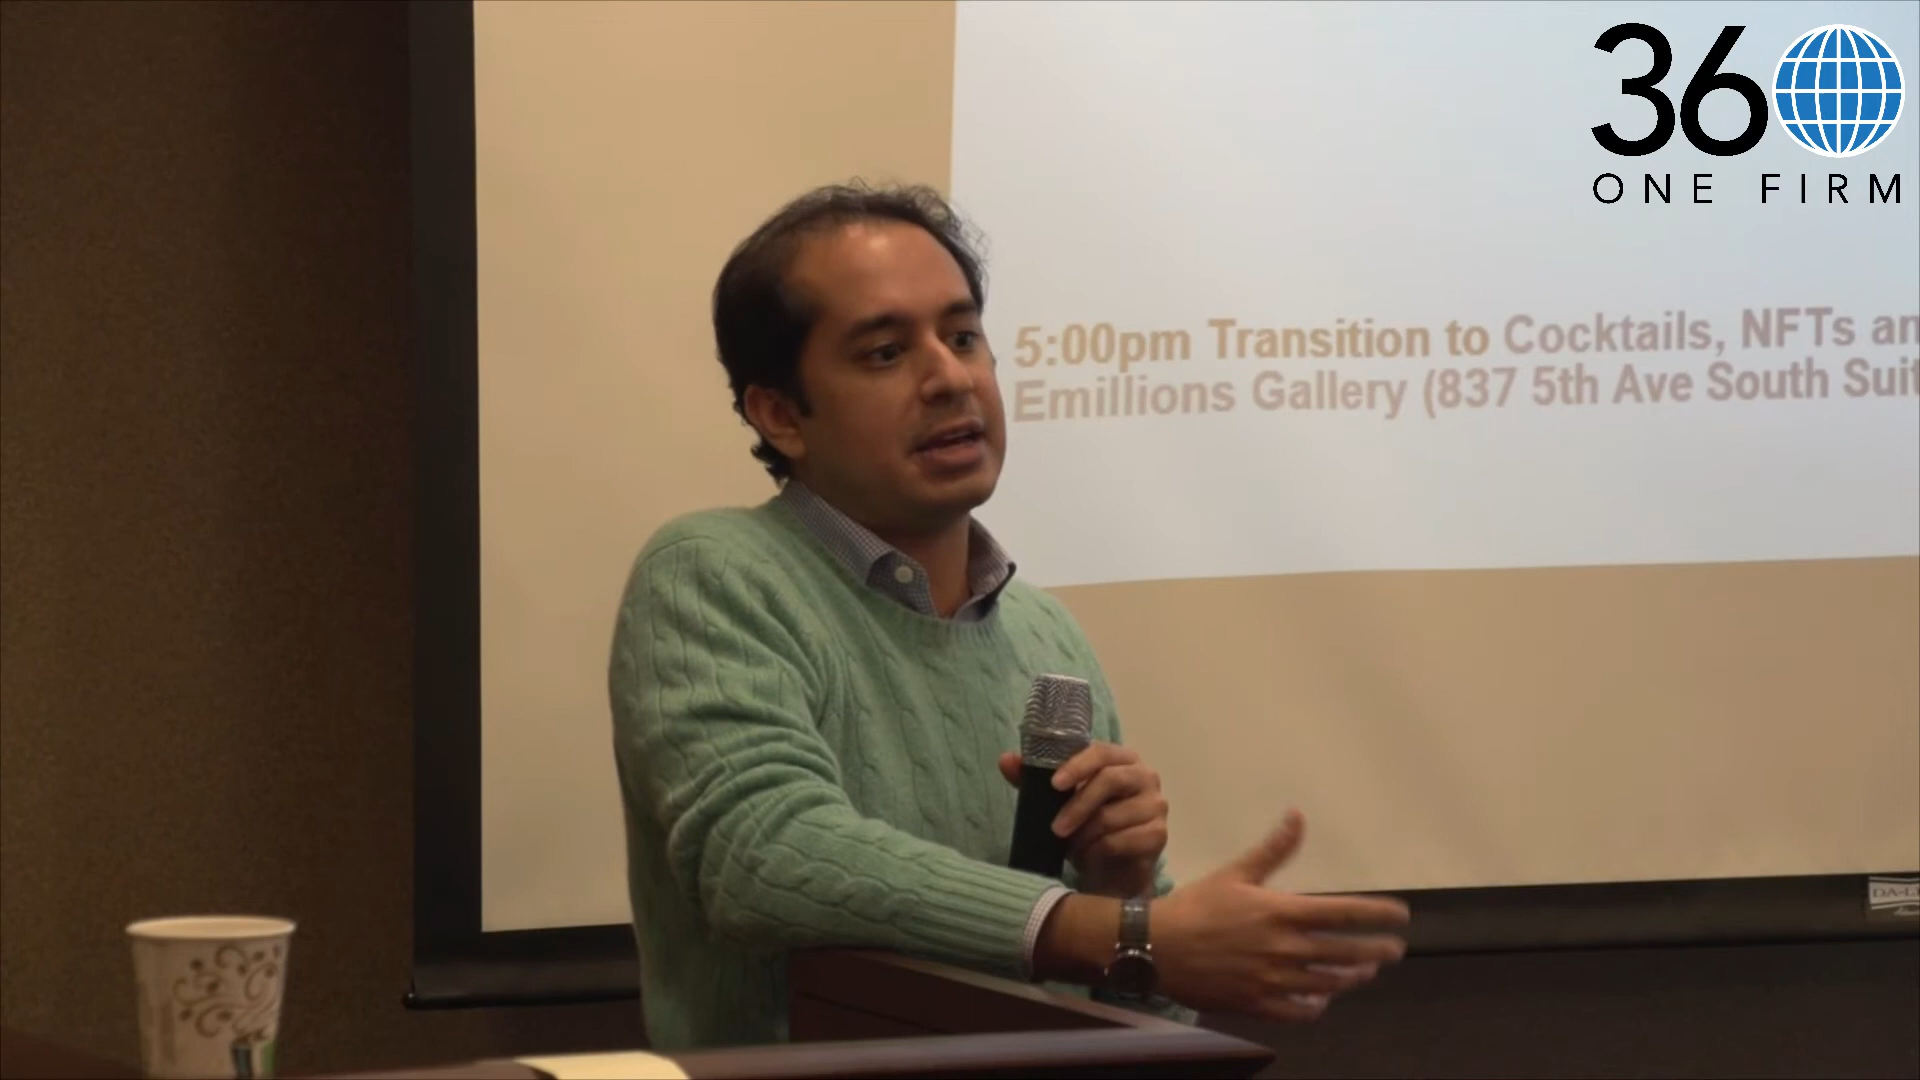 360
ONE FIRM
5:00pm Transition to Cocktails, NFTs an
Emillions Gallery (837 5th Ave South Suit